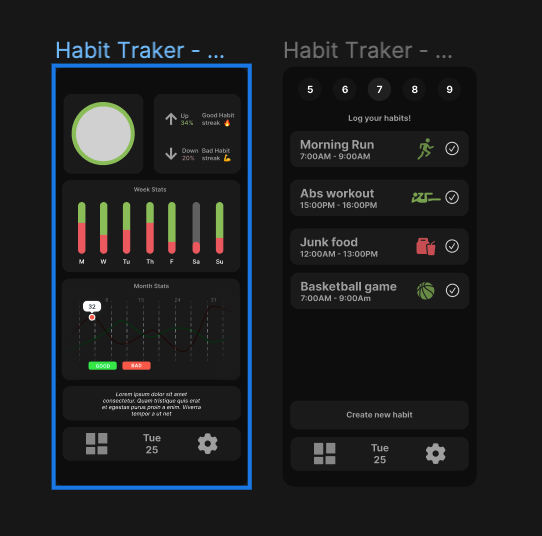 Habit Traker - ...
Up
34%
Good Habit
streak 🔥
Down
20%
Bad Habit
streak 💪
Week Stats
M W Tu Th F Sa Su
Month Stats
8 15 24 31
32
GOOD BAD
Lorem ipsum dolor sit amet
consectetur. Quam tristique quis erat
et egestas purus proin a enim. Viverra
tempor a ut net
Tue
25
Habit Traker - ...
5 6 7 8 9
Log your habits!
Morning Run
7:00AM - 9:00AM
Abs workout
15:00PM - 16:00PM
Junk food
12:00AM - 13:00PM
Basketball game
7:00AM - 9:00Am
Create new habit
Tue
25